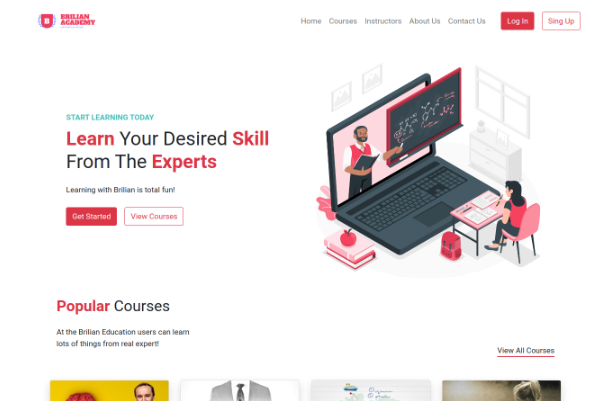 BRILIAN
ACADEMY
Home Courses Instructors About Us Contact Us Log In Sing Up
START LEARNING TODAY
Learn Your Desired Skill
From The Experts
Learning with Brilian is total fun!
Get Started View Courses
Popular Courses
At the Brilian Education users can learn
lots of things from real expert!
View All Courses